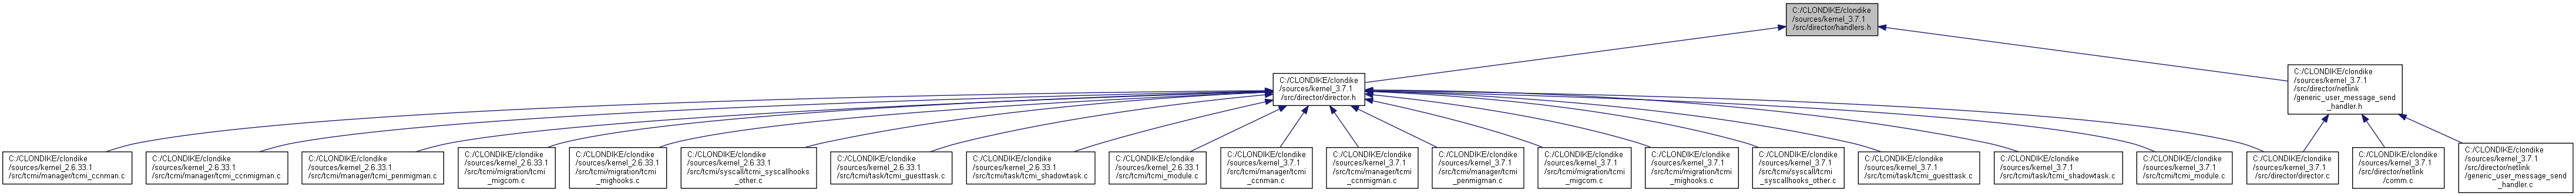 C:/CLONDIKE/clondike
/sources/kernel_3.7.1
/src/director/handlers.h
C:/CLONDIKE/clondike
/sources/kernel_3.7.1
/src/director/director.h
C:/CLONDIKE/clondike
/sources/kernel_3.7.1
/src/director/netlink
/generic_user_message_send
_handler.h
C:/CLONDIKE/clondike
/sources/kernel_2.6.33.1
/src/tcmi/manager/tcmi_ccnman.c
C:/CLONDIKE/clondike
/sources/kernel_2.6.33.1
/src/tcmi/manager/tcmi_ccnmigman.c
C:/CLONDIKE/clondike
/sources/kernel_2.6.33.1
/src/tcmi/manager/tcmi_penmigman.c
C:/CLONDIKE/clondike
/sources/kernel_2.6.33.1
/src/tcmi/migration/tcmi
_migcom.c
C:/CLONDIKE/clondike
/sources/kernel_2.6.33.1
/src/tcmi/migration/tcmi
_mighooks.c
C:/CLONDIKE/clondike
/sources/kernel_2.6.33.1
/src/tcmi/syscall/tcmi_syscallhooks
_other.c
C:/CLONDIKE/clondike
/sources/kernel_2.6.33.1
/src/tcmi/task/tcmi_guesttask.c
C:/CLONDIKE/clondike
/sources/kernel_2.6.33.1
/src/tcmi/task/tcmi_shadowtask.c
C:/CLONDIKE/clondike
/sources/kernel_2.6.33.1
/src/tcmi/tcmi_module.c
C:/CLONDIKE/clondike
/sources/kernel_3.7.1
/src/tcmi/manager/tcmi
_ccnman.c
C:/CLONDIKE/clondike
/sources/kernel_3.7.1
/src/tcmi/manager/tcmi
_ccnmigman.c
C:/CLONDIKE/clondike
/sources/kernel_3.7.1
/src/tcmi/manager/tcmi
_penmigman.c
C:/CLONDIKE/clondike
/sources/kernel_3.7.1
/src/tcmi/migration/tcmi
_migcom.c
C:/CLONDIKE/clondike
/sources/kernel_3.7.1
/src/tcmi/migration/tcmi
_mighooks.c
C:/CLONDIKE/clondike
/sources/kernel_3.7.1
/src/tcmi/syscall/tcmi
_syscallhooks_other.c
C:/CLONDIKE/clondike
/sources/kernel_3.7.1
/src/tcmi/task/tcmi_guesttask.c
C:/CLONDIKE/clondike
/sources/kernel_3.7.1
/src/tcmi/task/tcmi_shadowtask.c
C:/CLONDIKE/clondike
/sources/kernel_3.7.1
/src/tcmi/tcmi_module.c
C:/CLONDIKE/clondike
/sources/kernel_3.7.1
/src/director/director.c
C:/CLONDIKE/clondike
/sources/kernel_3.7.1
/src/director/netlink
/comm.c
C:/CLONDIKE/clondike
/sources/kernel_3.7.1
/src/director/netlink
/generic_user_message_send
_handler.c